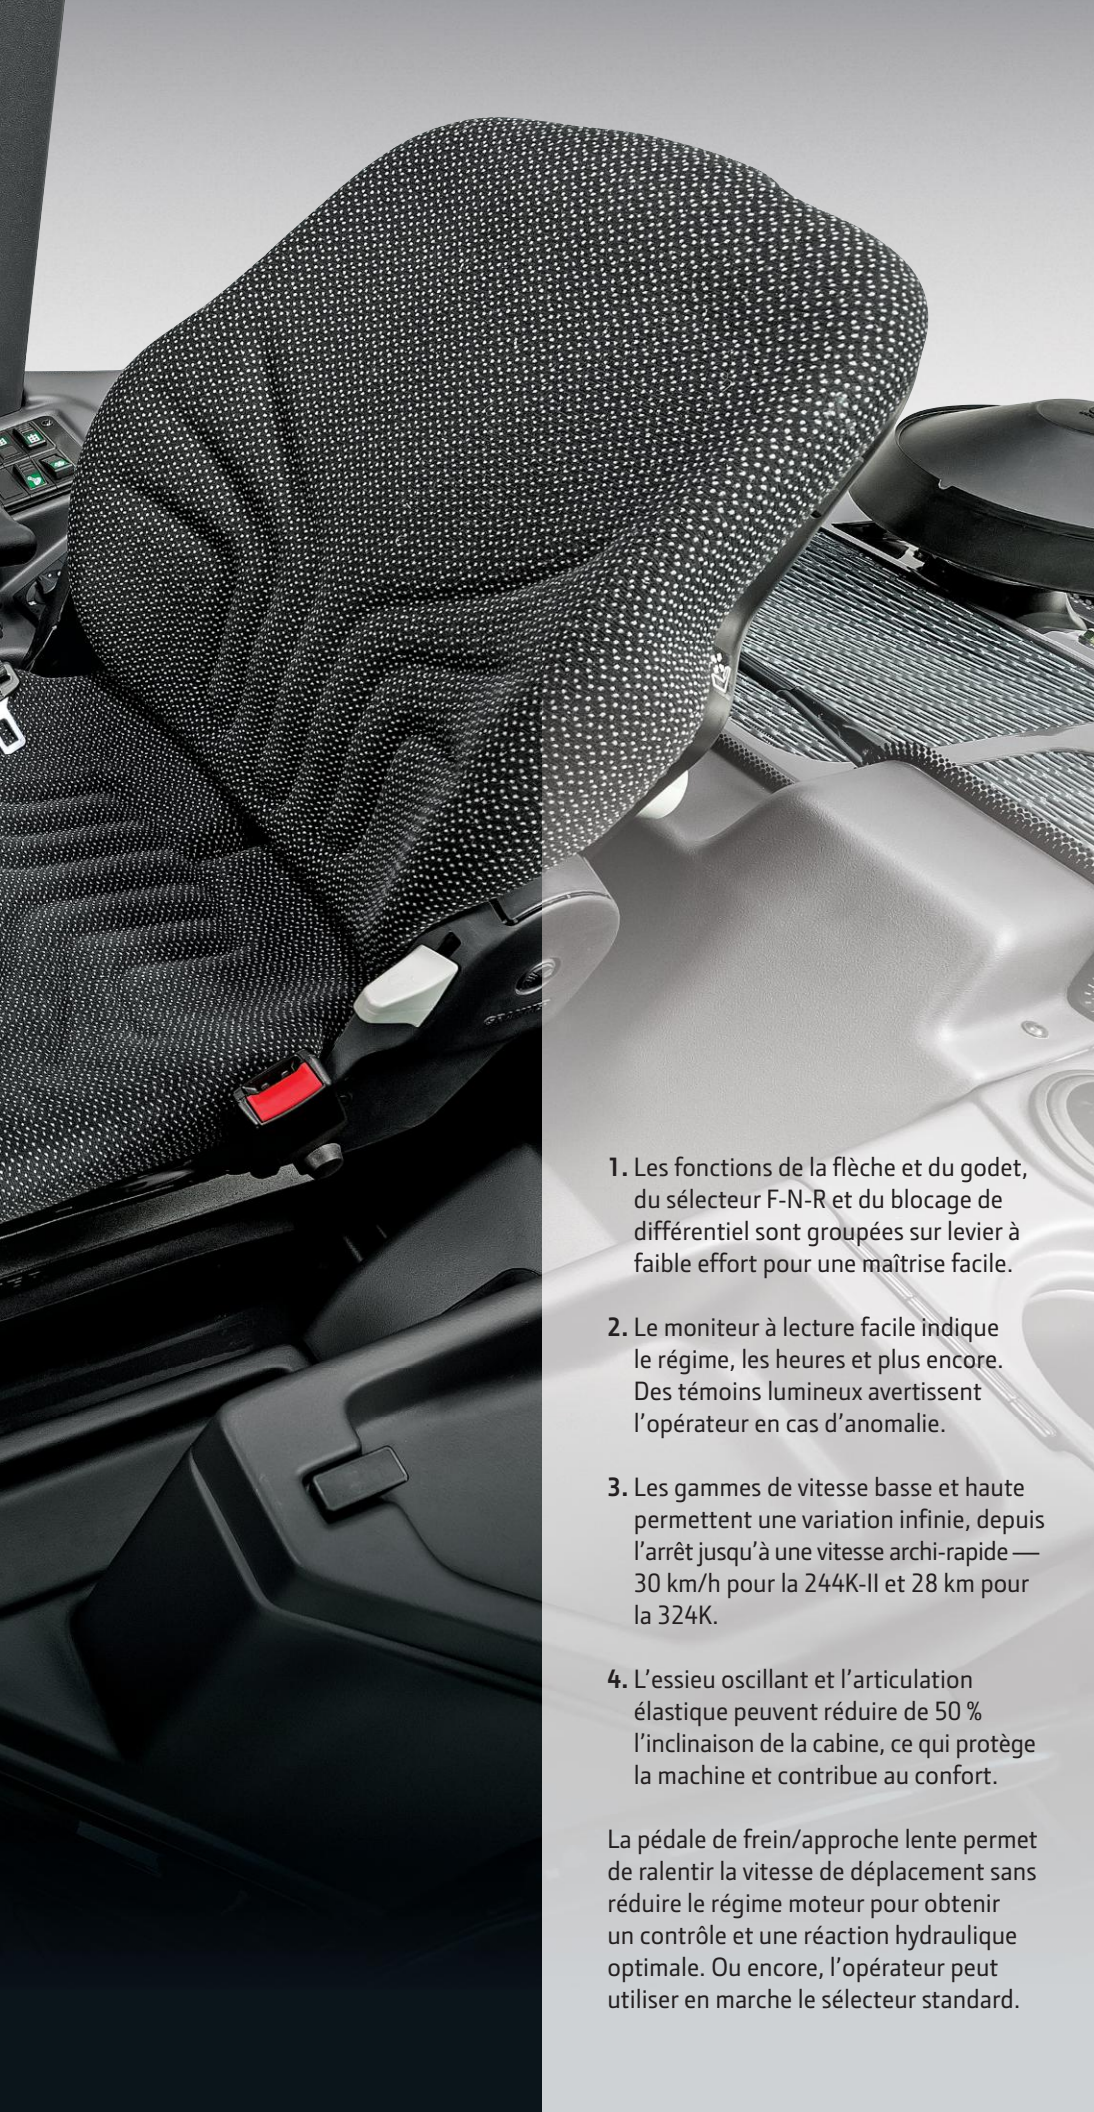 1. Les fonctions de la flèche et du godet,
du sélecteur F-N-R et du blocage de
différentiel sont groupées sur levier à
faible effort pour une maîtrise facile.
2. Le moniteur à lecture facile indique
le régime, les heures et plus encore.
Des témoins lumineux avertissent
l’opérateur en cas d’anomalie.
3. Les gammes de vitesse basse et haute
permettent une variation infinie, depuis
l’arrêt jusqu’à une vitesse archi-rapide —
30 km/h pour la 244K-II et 28 km pour
la 324K.
4. L’essieu oscillant et l’articulation
élastique peuvent réduire de 50 %
l’inclinaison de la cabine, ce qui protège
la machine et contribue au confort.
La pédale de frein/approche lente permet
de ralentir la vitesse de déplacement sans
réduire le régime moteur pour obtenir
un contrôle et une réaction hydraulique
optimale. Ou encore, l’opérateur peut
utiliser en marche le sélecteur standard.